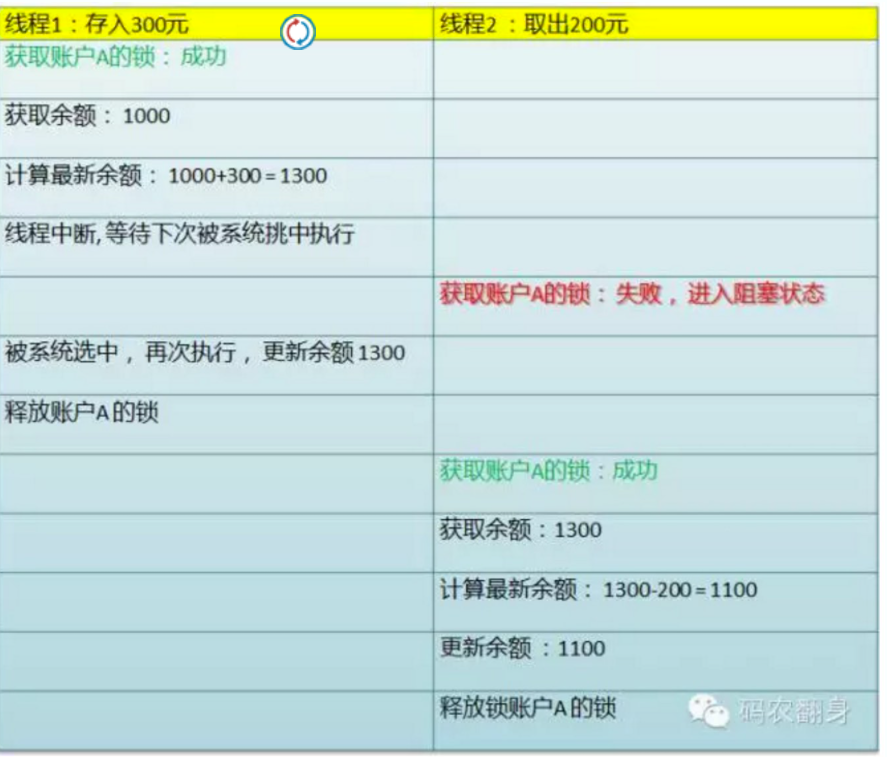 线程1：存入300元 线程2 ：取出200元
获取账户A的锁： 成功
获取余额： 1000
计算最新余额： 1000+300=1300
线程中断, 等待下次被系统挑中执行
获取账户A的锁： 失败 ，进入阻塞状态
被系统选中 ，再次执行 ，更新余额1300
释放账户A的锁
获取账户A的锁：成功
获取余额：1300
计算最新余额： 1300-200=1100
更新余额 ：1100
释放锁账户A的锁
码农翻身